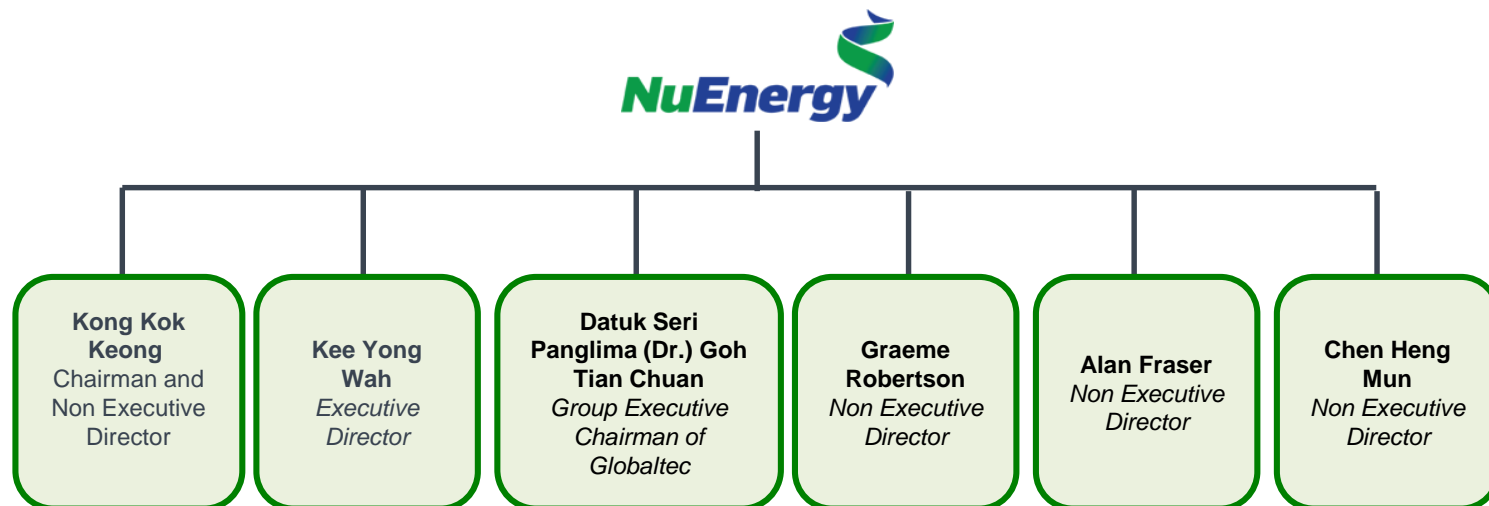 NuEnergy
Kong Kok
Keong
Chairman and
Non Executive
Director
Kee Yong
Wah
Executive
Director
Datuk Seri
Panglima (Dr.) Goh
Tian Chuan
Group Executive
Chairman of
Globaltec
Graeme
Robertson
Non Executive
Director
Alan Fraser
Non Executive
Director
Chen Heng
Mun
Non Executive
Director